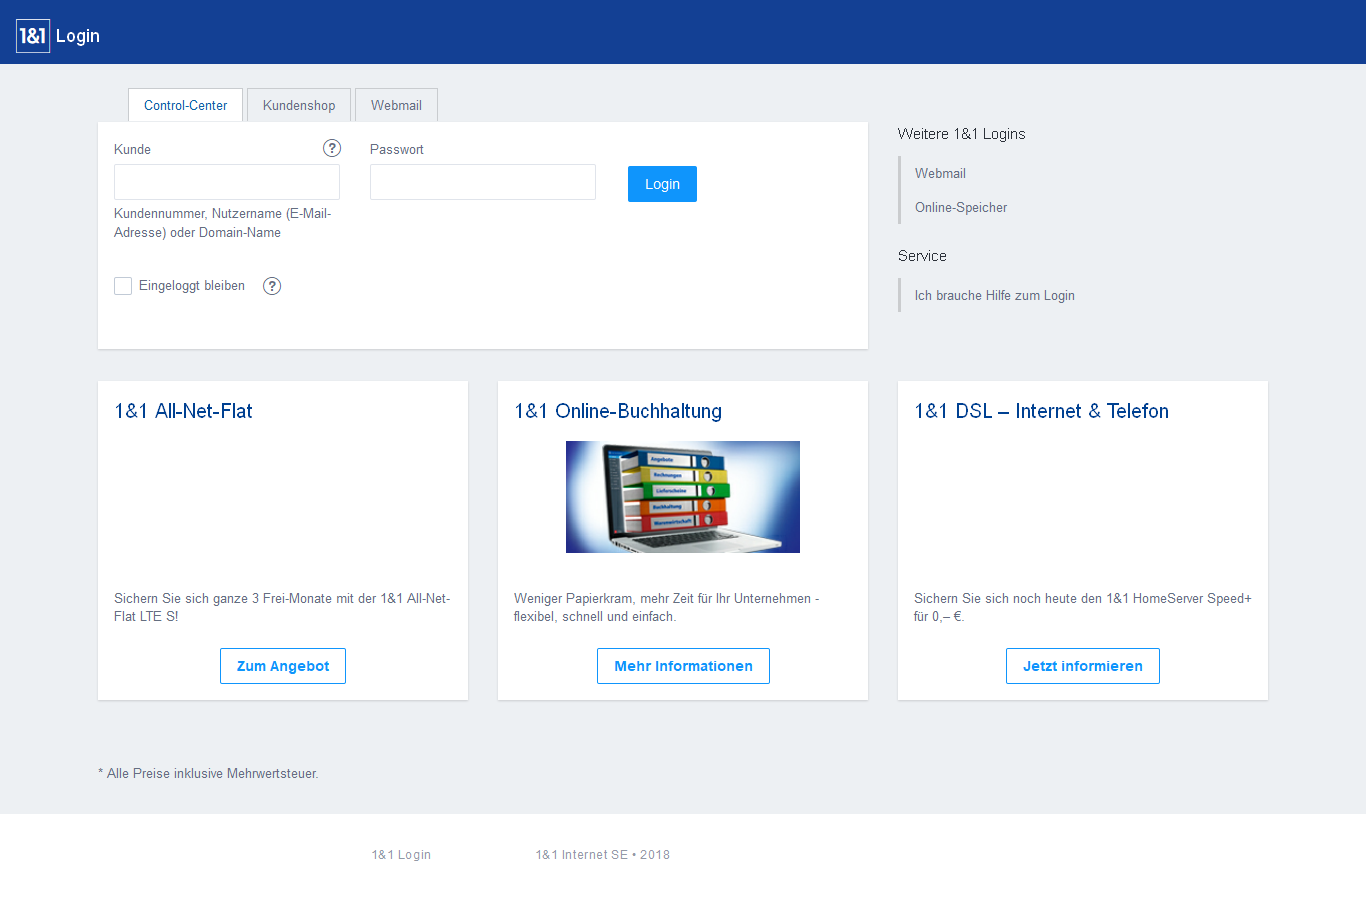 1&1 Login
Control-Center
Kundenshop
Webmail
Kunde
?
Passwort
Login
Kundennummer, Nutzername (E-Mail-
Adresse) oder Domain-Name
Eingeloggt bleiben
?
Weitere 1&1 Logins
Webmail
Online-Speicher
Service
Ich brauche Hilfe zum Login
1&1 All-Net-Flat
Sichern Sie sich ganze 3 Frei-Monate mit der 1&1 All-Net-
Flat LTE S!
Zum Angebot
1&1 Online-Buchhaltung
Angebote
Rechnungen
Lieferscheine
Buchhaltung
Warenwirtschaft
Weniger Papierkram, mehr Zeit für Ihr Unternehmen -
flexibel, schnell und einfach.
Mehr Informationen
1&1 DSL – Internet & Telefon
Sichern Sie sich noch heute den 1&1 HomeServer Speed+
für 0,– €.
Jetzt informieren
* Alle Preise inklusive Mehrwertsteuer.
1&1 Login
1&1 Internet SE • 2018